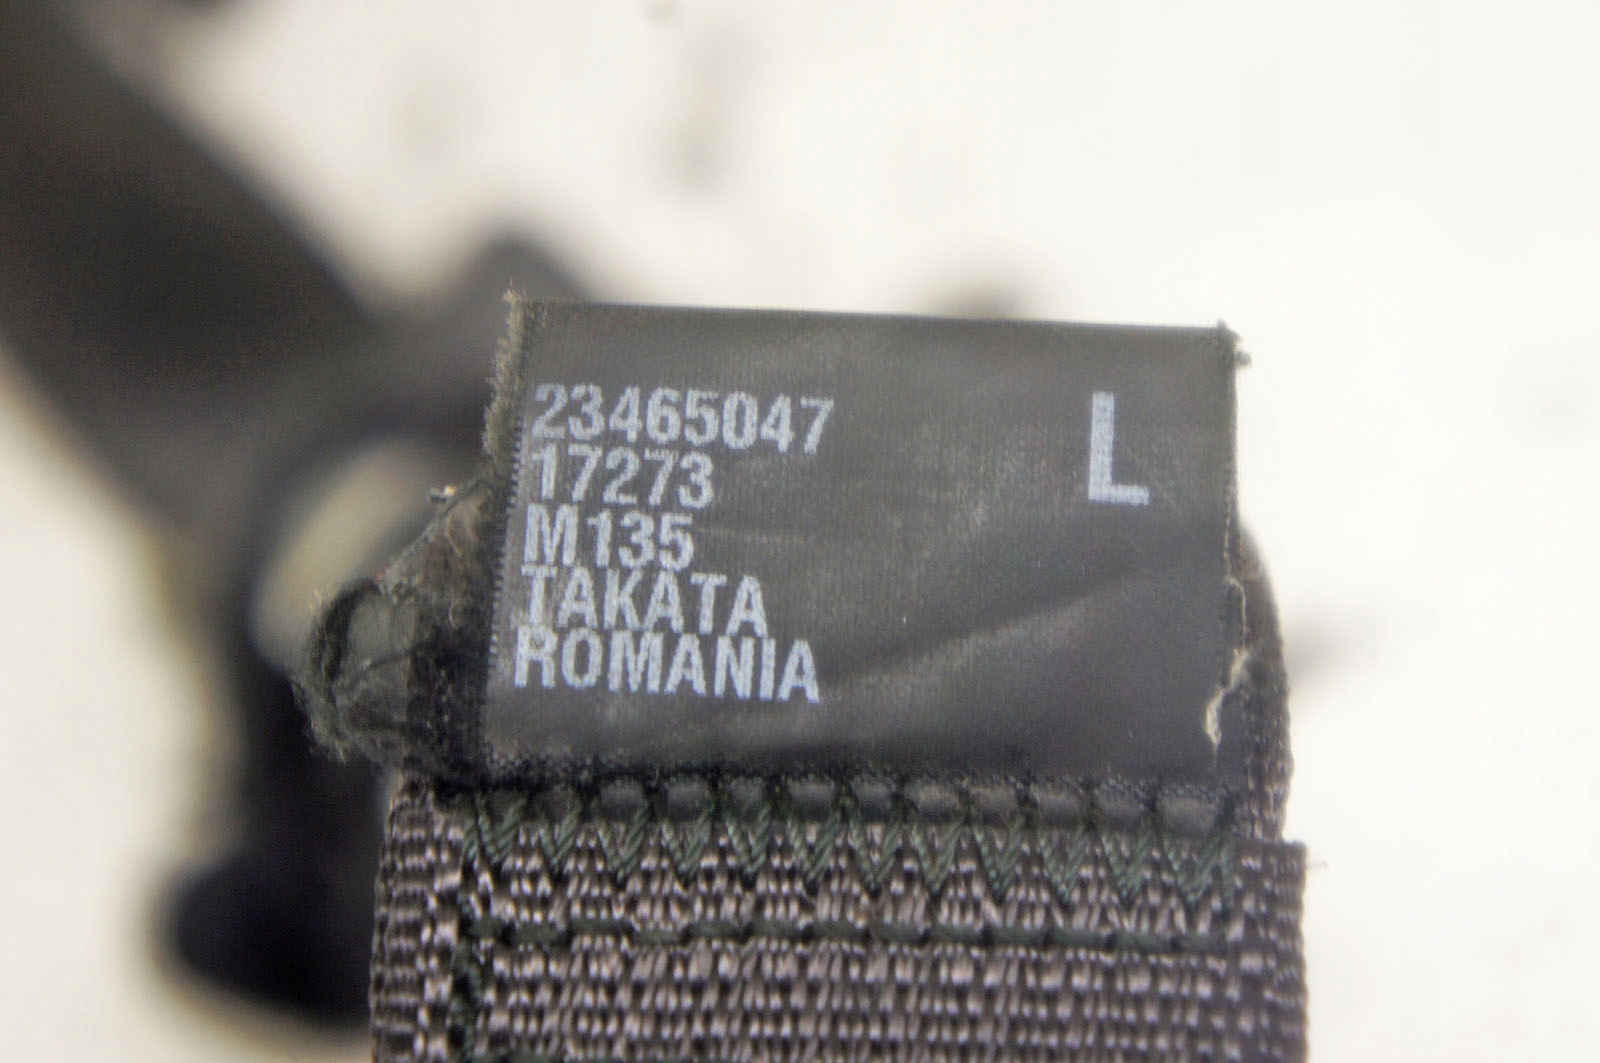 23465047
L
17273
M135
TAKATA
ROMANIA